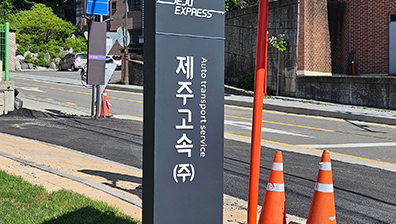 JEJU
EXPRESS
제주고속(주)
Auto transport service